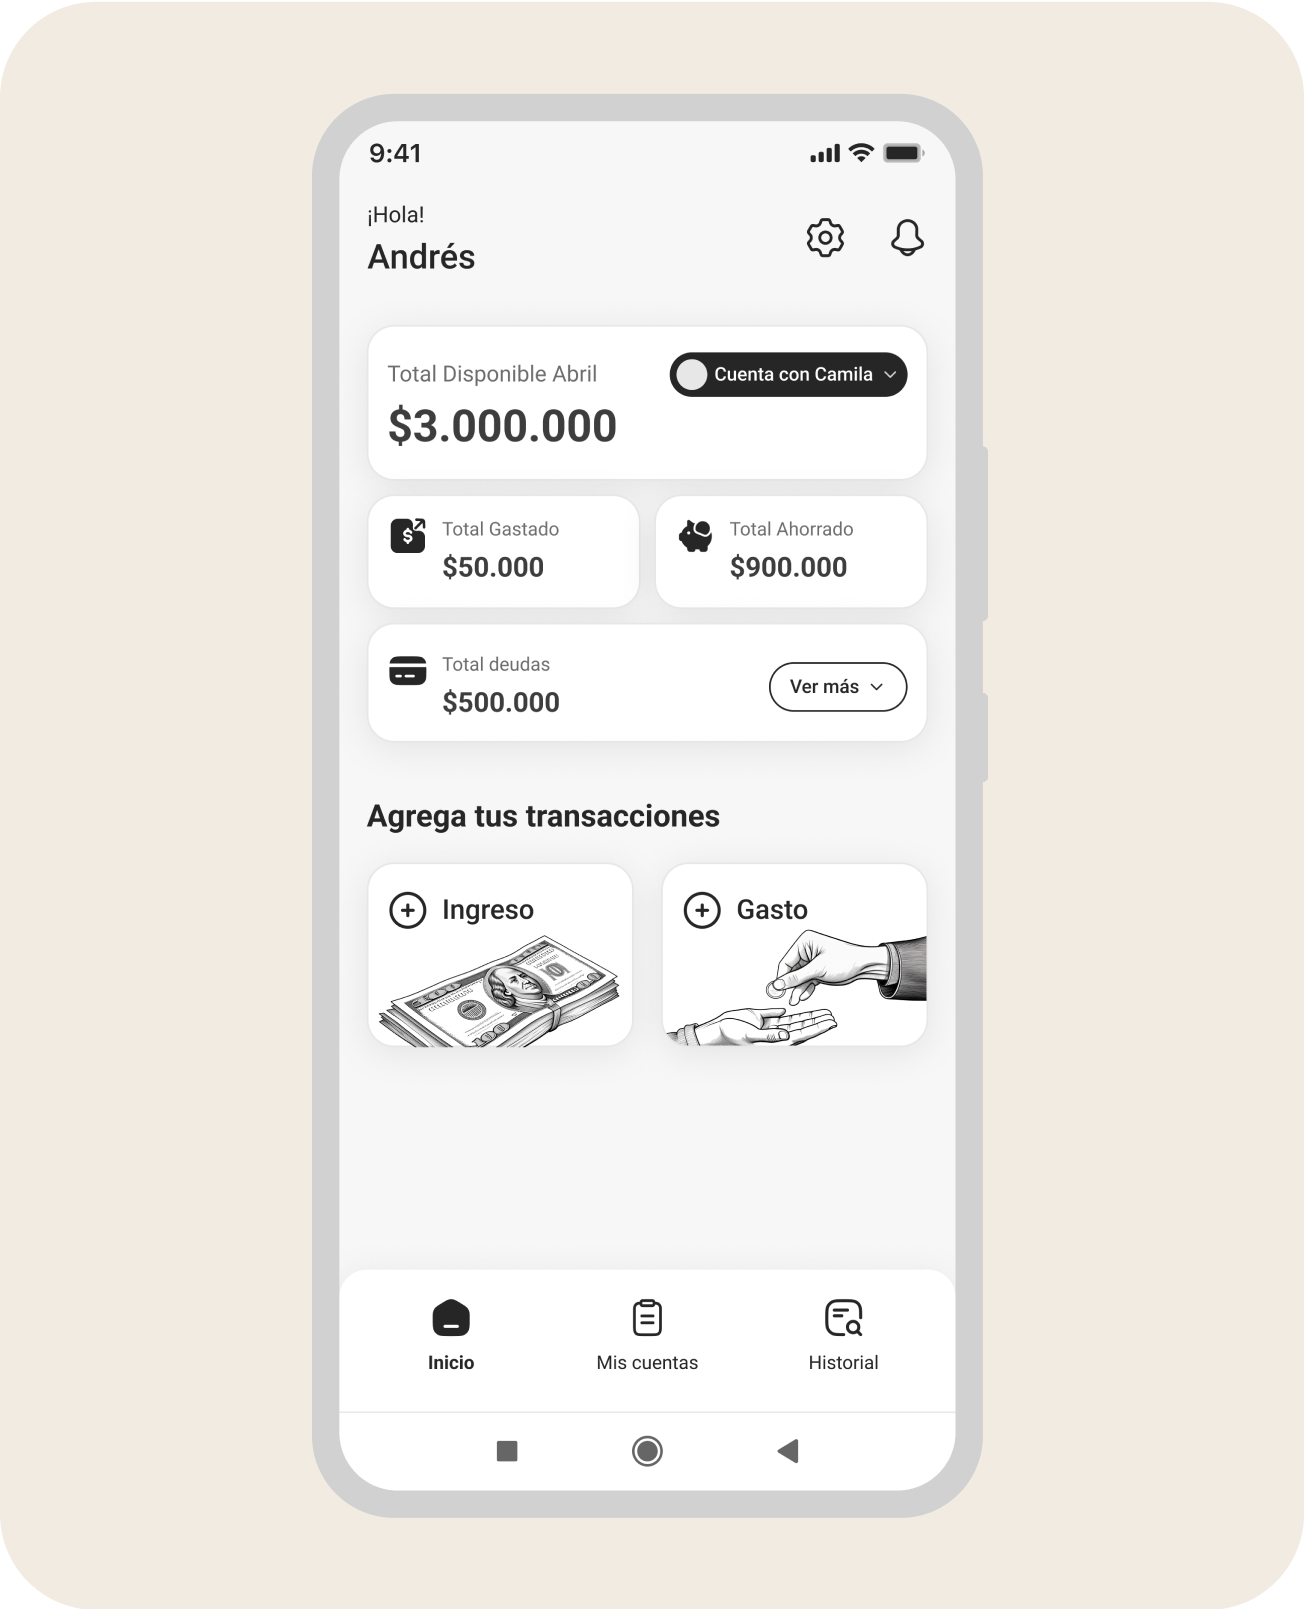 9:41
¡Hola!
Andrés
Total Disponible Abril
Cuenta con Camila
$3.000.000
Total Gastado
$50.000
Total Ahorrado
$900.000
Total deudas
$500.000
Ver más
Agrega tus transacciones
Ingreso
Gasto
Inicio
Mis cuentas
Historial